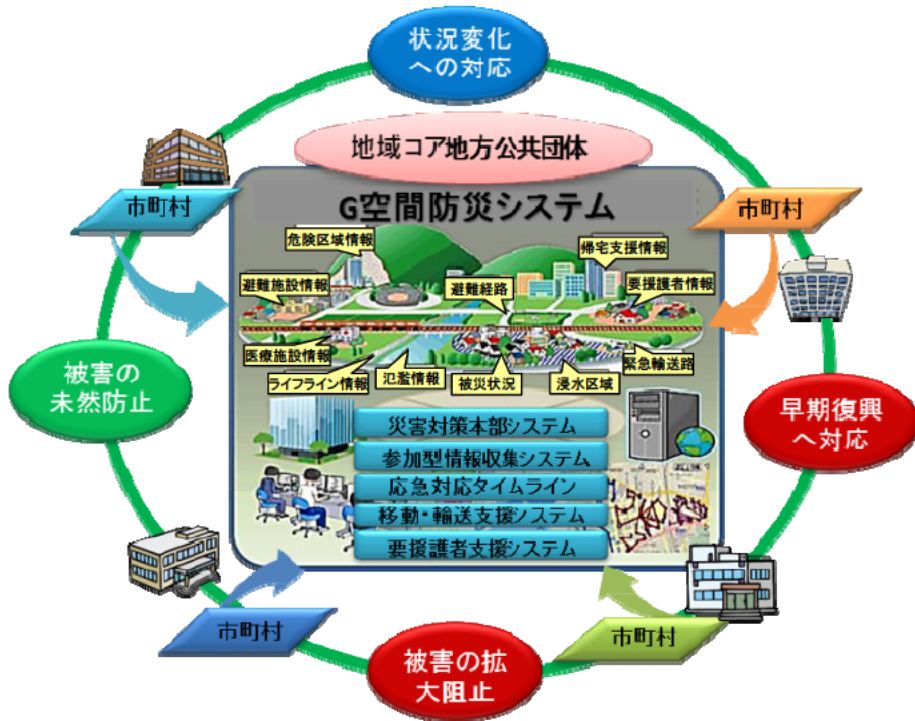 状況変化
への対応
地域コア地方公共団体
市町村
G空間防災システム
市町村
危険区域情報
帰宅支援情報
避難施設情報
避難経路
要援護者情報
医療施設情報
緊急輸送路
ライフライン情報
氾濫情報
被災状況
浸水区域
被害の
未然防止
早期復興
へ対応
災害対策本部システム
参加型情報収集システム
応急対応タイムライン
移動・輸送支援システム
要援護者支援システム
市町村
市町村
被害の拡
大阻止